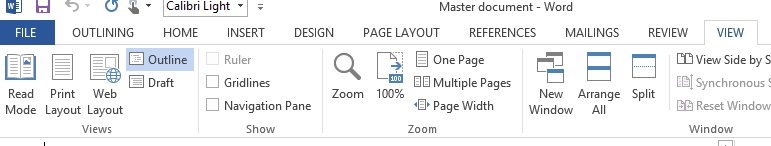 Calibri Light
Master document - Word
FILE OUTLINING HOME INSERT DESIGN PAGE LAYOUT REFERENCES MAILINGS REVIEW VIEW
Read Mode
Print Layout
Web Layout
Outline
Draft
Views
Ruler
Gridlines
Navigation Pane
Show
Zoom
100
100%
One Page
Multiple Pages
Page Width
Zoom
New Window
Arrange All
Split
View Side by S
Synchronous S
Reset Window
Window